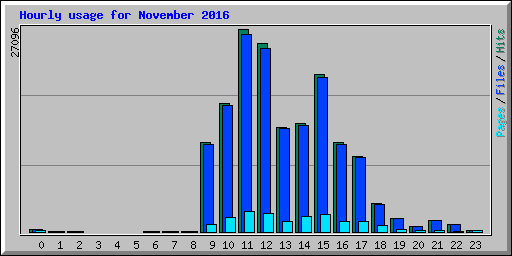 Hourly usage for November 2016
27096
Pages/Files/Hits
0 1 2 3 4 5 6 7 8 9 10 11 12 13 14 15 16 17 18 19 20 21 22 23